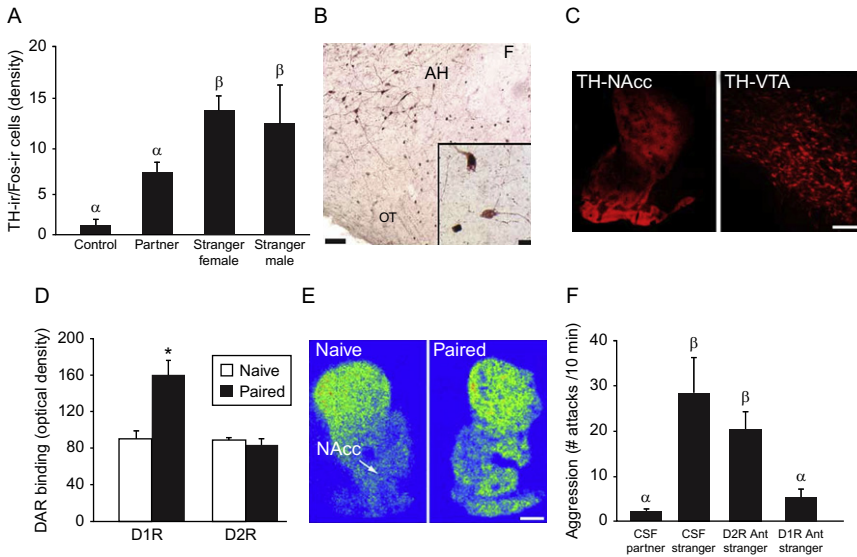 A
TH-ir/Fos-ir cells (density)
20
15
10
5
0
α
α
β
β
Control
Partner
Stranger female
Stranger male
B
AH
F
OT
C
TH-NAcc
TH-VTA
D
DAR binding (optical density)
200
160
120
80
40
0
*
Naive
Paired
D1R
D2R
E
Naive
Paired
NAcc
F
Aggression (# attacks /10 min)
40
30
20
10
0
α
β
β
α
CSF partner
CSF stranger
D2R Ant stranger
D1R Ant stranger